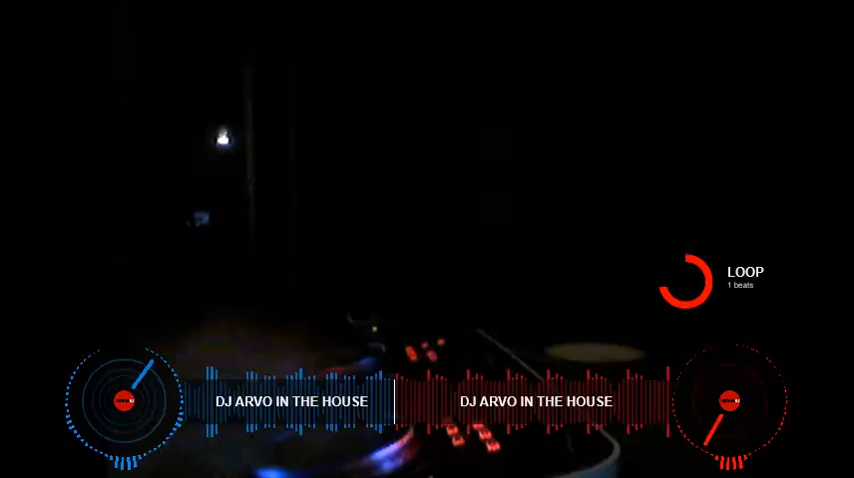 LOOP
1 beats
DJ ARVO IN THE HOUSE
DJ ARVO IN THE HOUSE